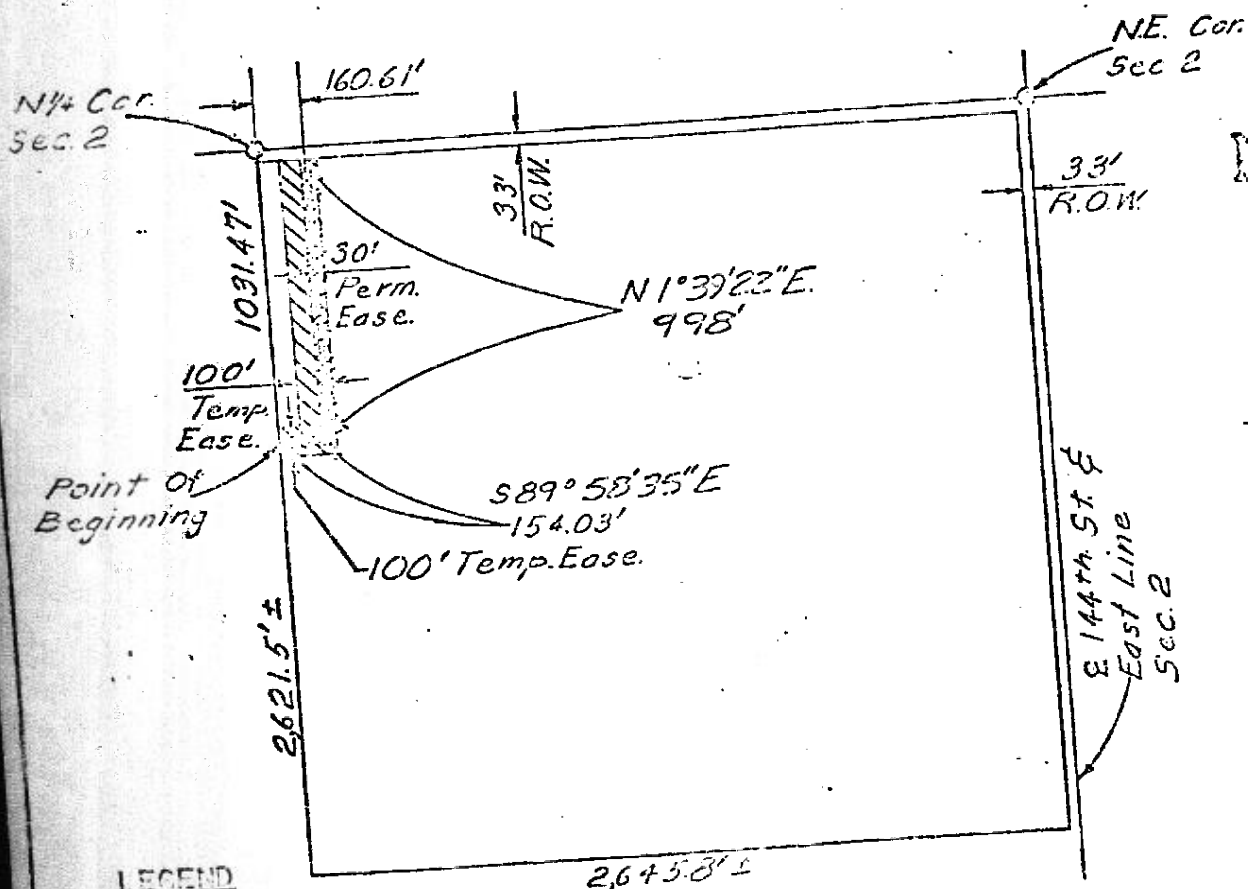 N.E. Cor.
Sec 2
N 1/4 Cor.
Sec. 2
160.61'
33'
R.O.W.
33'
R.O.W.
1031.47'
30'
Perm.
Ease.
N 1°39'22"E.
998'
100'
Temp.
Ease.
Point Of
Beginning
S89°58'35"E
154.03'
100' Temp. Ease.
2,621.5' ±
℄ 144th. St. &
East Line
Sec. 2
2,645.8' ±
LEGEND